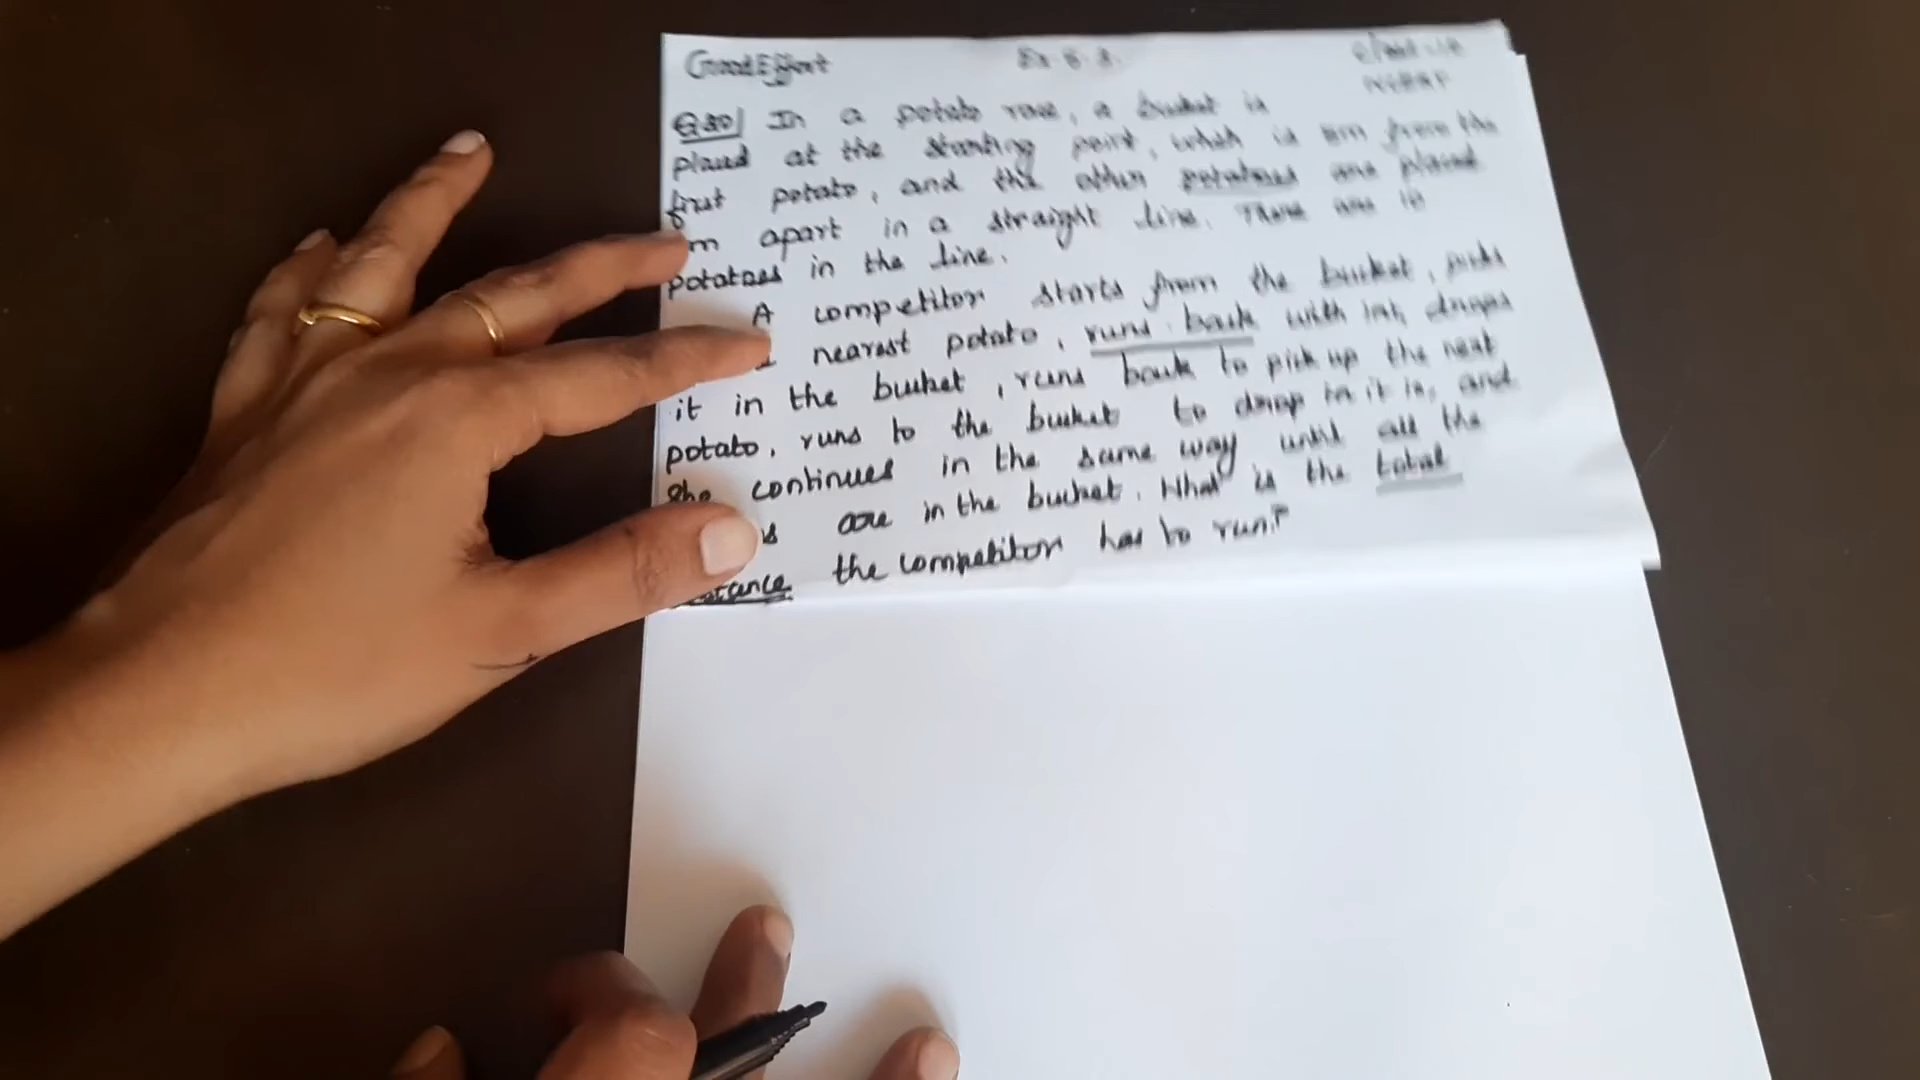 GoodEffort Ex 5.3.
Q20) In a potato race, a bucket is
placed at the starting point, which is 5m from the
first potato, and the other potatoes are placed
m apart in a straight line. There are 10
potatoes in the line.
A competitor starts from the bucket, picks
nearest potato, runs back with it, drops
it in the bucket, runs back to pick up the next
potato, runs to the bucket to drop in it in, and
She continues in the same way until all the
are in the bucket. What is the total
the competitor has to run?